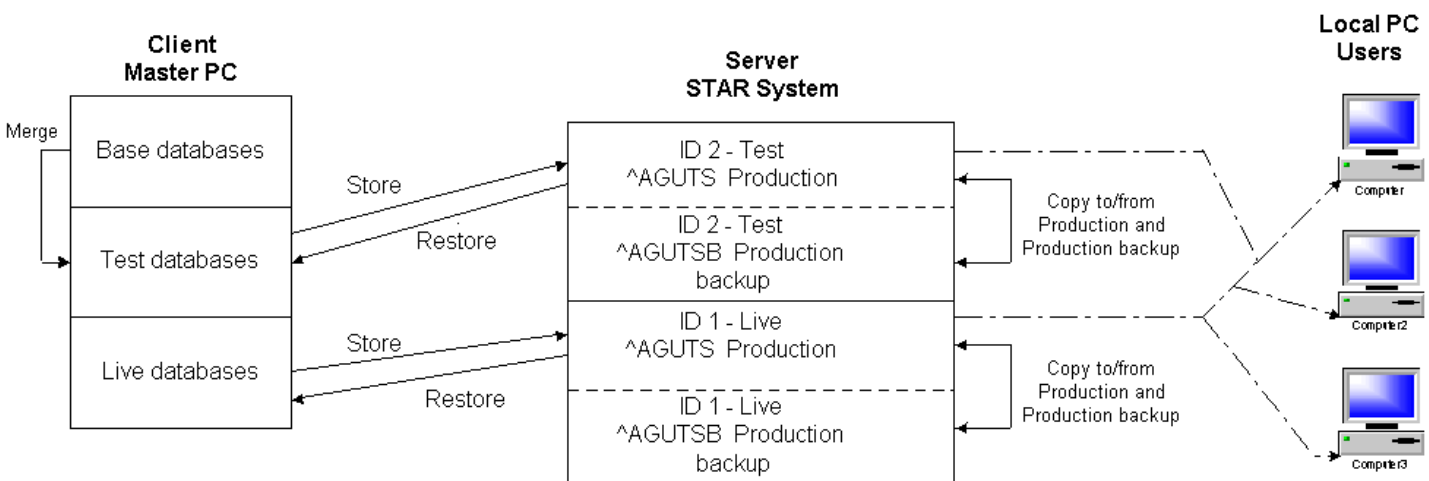 Client
Master PC
Merge
Base databases
Test databases
Live databases
Store
Restore
Store
Restore
Server
STAR System
ID 2 - Test
^AGUTS Production
ID 2 - Test
^AGUTSB Production
backup
ID 1 - Live
^AGUTS Production
ID 1 - Live
^AGUTSB Production
backup
Copy to/from
Production and
Production backup
Copy to/from
Production and
Production backup
Local PC
Users
Computer
Computer2
Computer3